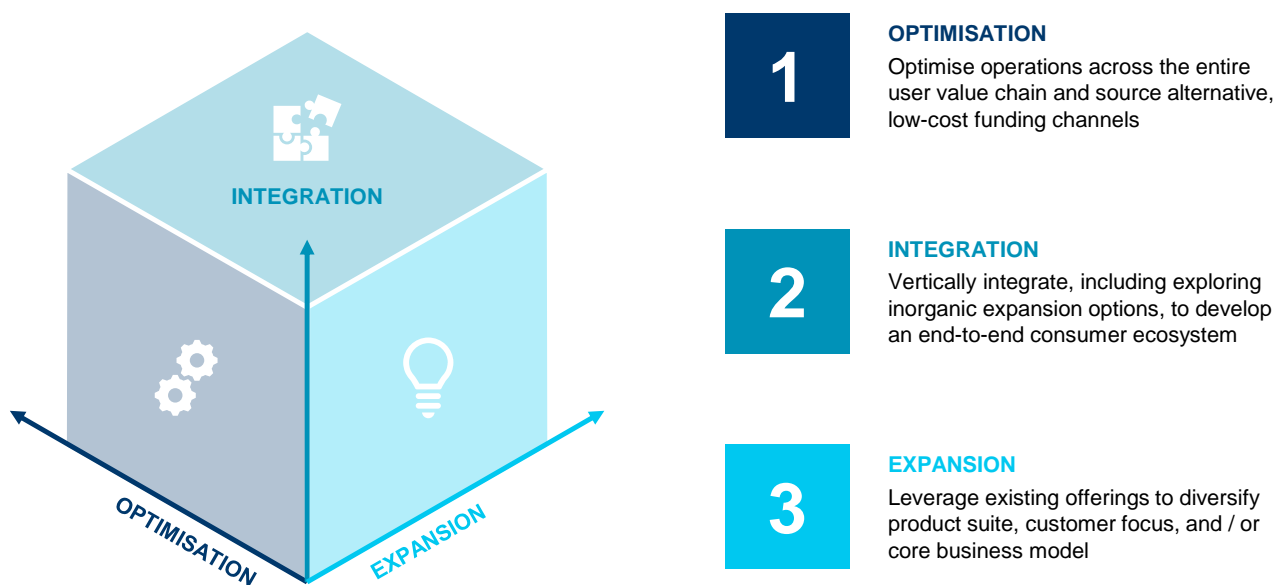 INTEGRATION
OPTIMISATION
EXPANSION
1
OPTIMISATION
Optimise operations across the entire
user value chain and source alternative,
low-cost funding channels
2
INTEGRATION
Vertically integrate, including exploring
inorganic expansion options, to develop
an end-to-end consumer ecosystem
3
EXPANSION
Leverage existing offerings to diversify
product suite, customer focus, and / or
core business model